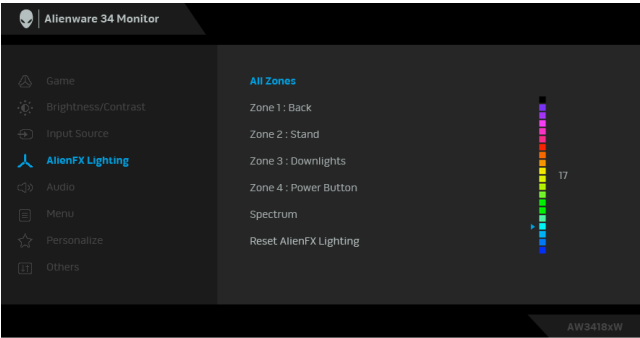 Alienware 34 Monitor
Game
Brightness/Contrast
Input Source
AlienFX Lighting
Audio
Menu
Personalize
Others
All Zones
Zone 1 : Back
Zone 2 : Stand
Zone 3 : Downlights
Zone 4 : Power Button
Spectrum
Reset AlienFX Lighting
17
AW3418xW